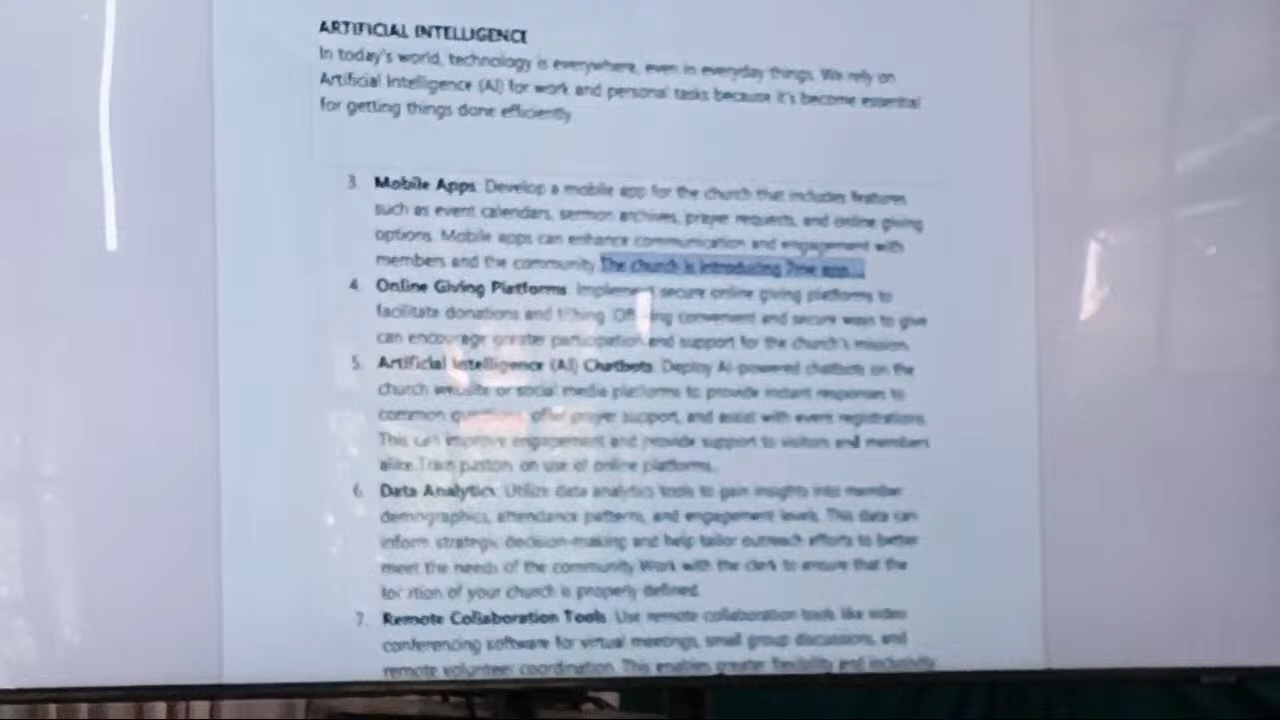 ARTIFICIAL INTELLIGENCE
In today's world, technology is everywhere, even in everyday things. We rely on
Artificial Intelligence (AI) for work and personal tasks because it's become essential
for getting things done efficiently
3. Mobile Apps. Develop a mobile app for the church that includes features
such as event calendars, sermon archives, prayer requests, and online giving
options. Mobile apps can enhance communication and engagement with
members and the community The church is introducing app...
4. Online Giving Platforms. Implement secure online giving platforms to
facilitate donations and tithing. Offering convenient and secure ways to give
can encourage greater participation and support for the church's mission.
5. Artificial Intelligence (AI) Chatbots. Deploy AI-powered chatbots on the
church website or social media platforms to provide instant responses to
common questions, offer prayer support, and assist with event registrations.
This can improve engagement and provide support to visitors and members
alike.Train pastors on use of online platforms.
6. Data Analytics. Utilize data analytics tools to gain insights into member
demographics, attendance patterns, and engagement levels. This data can
inform strategic decision-making and help tailor outreach efforts to better
meet the needs of the community Work with the clerk to ensure that the
location of your church is properly defined.
7. Remote Collaboration Tools. Use remote collaboration tools like video
conferencing software for virtual meetings, small group discussions, and
remote volunteer coordination. This enables greater flexibility and inclusivity